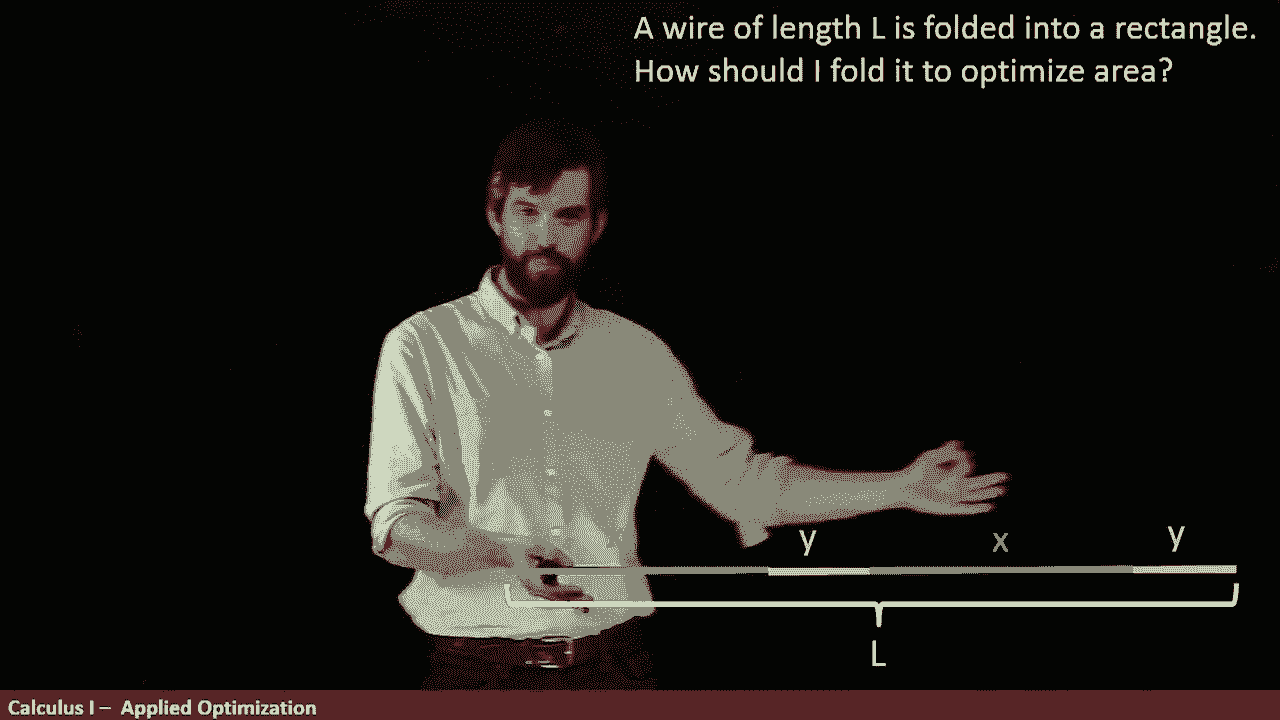 A wire of length L is folded into a rectangle.
How should I fold it to optimize area?
y x y
L
Calculus I – Applied Optimization